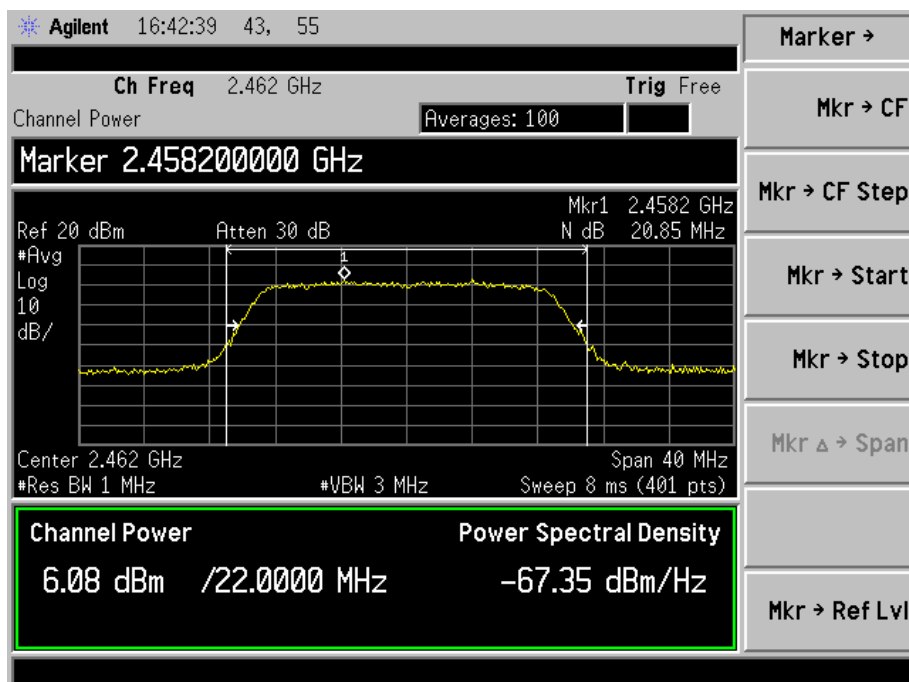 Agilent 16:42:39 43, 55
Ch Freq 2.462 GHz Trig Free
Channel Power Averages: 100
Marker 2.458200000 GHz
Mkr1 2.4582 GHz
Ref 20 dBm Atten 30 dB N dB 20.85 MHz
#Avg
Log
10
dB/
1
Center 2.462 GHz Span 40 MHz
#Res BW 1 MHz #VBW 3 MHz Sweep 8 ms (401 pts)
Channel Power Power Spectral Density
6.08 dBm /22.0000 MHz -67.35 dBm/Hz
Marker →
Mkr → CF
Mkr → CF Step
Mkr → Start
Mkr → Stop
Mkr Δ → Span
Mkr → Ref Lvl